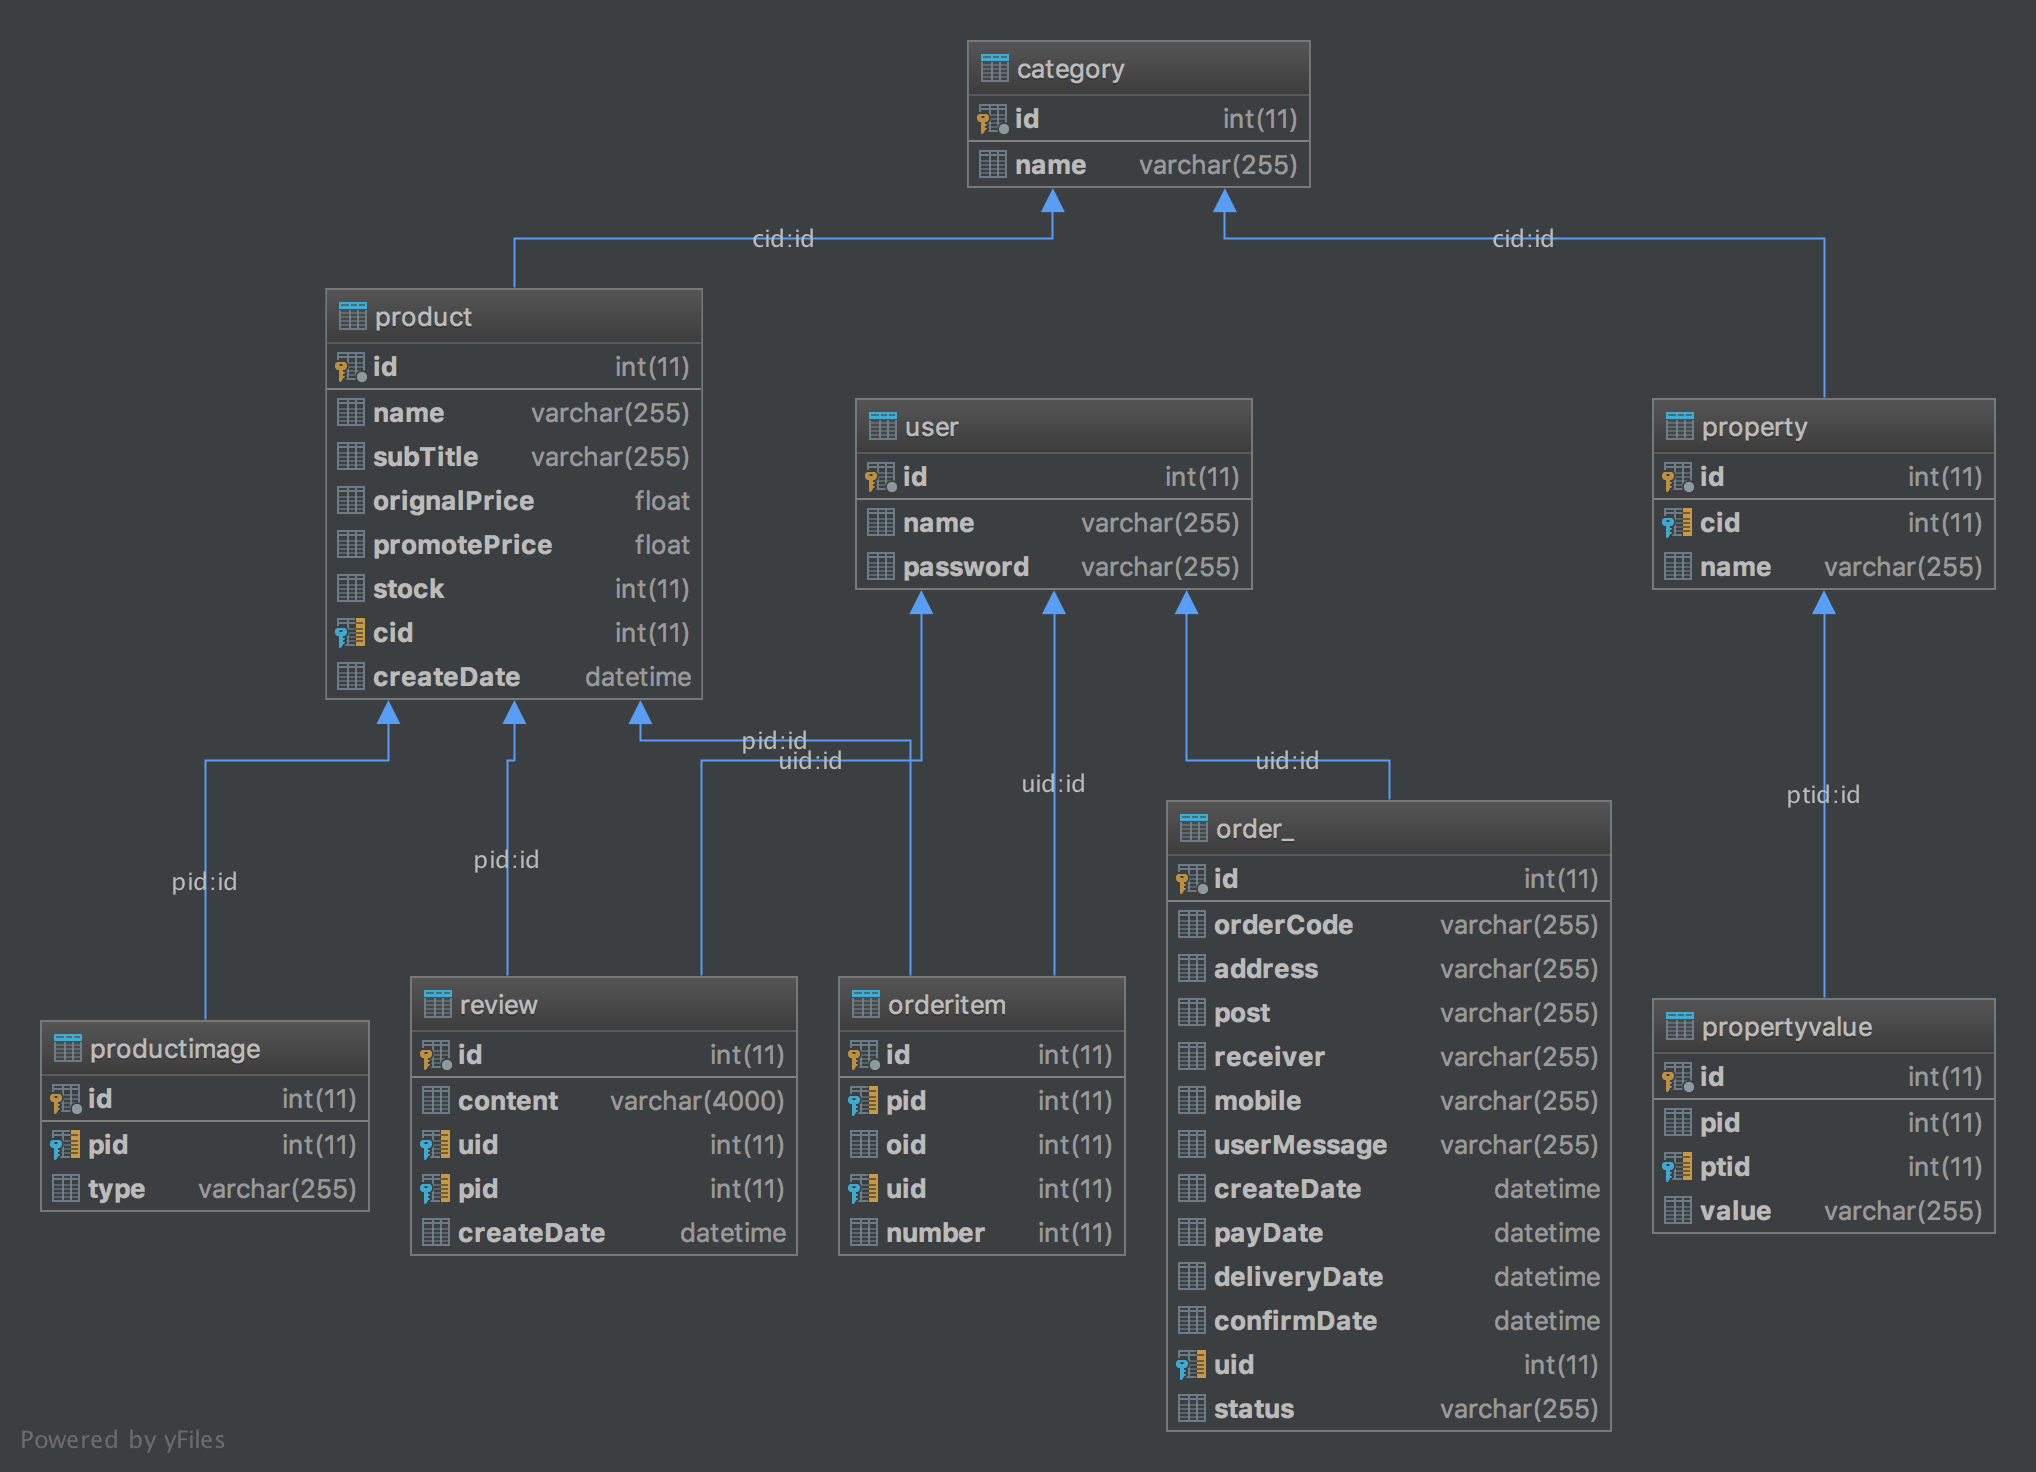 category
id int(11)
name varchar(255)
cid:id
cid:id
product
id int(11)
name varchar(255)
subTitle varchar(255)
orignalPrice float
promotePrice float
stock int(11)
cid int(11)
createDate datetime
user
id int(11)
name varchar(255)
password varchar(255)
property
id int(11)
cid int(11)
name varchar(255)
pid:id
uid:id
uid:id
uid:id
ptid:id
pid:id
pid:id
productimage
id int(11)
pid int(11)
type varchar(255)
review
id int(11)
content varchar(4000)
uid int(11)
pid int(11)
createDate datetime
orderitem
id int(11)
pid int(11)
oid int(11)
uid int(11)
number int(11)
order_
id int(11)
orderCode varchar(255)
address varchar(255)
post varchar(255)
receiver varchar(255)
mobile varchar(255)
userMessage varchar(255)
createDate datetime
payDate datetime
deliveryDate datetime
confirmDate datetime
uid int(11)
status varchar(255)
propertyvalue
id int(11)
pid int(11)
ptid int(11)
value varchar(255)
Powered by yFiles